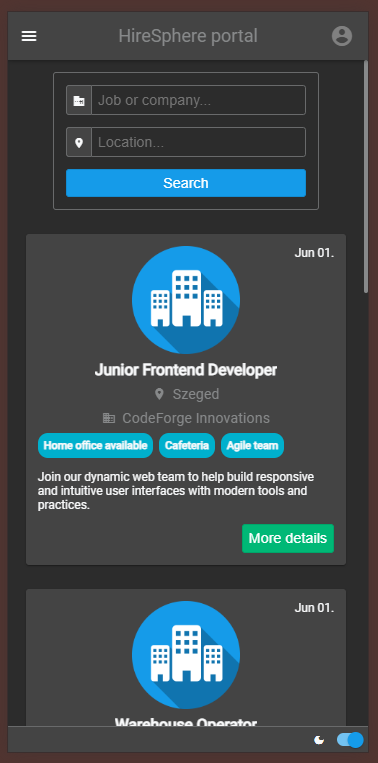 HireSphere portal
Job or company...
Location...
Search
Jun 01.
Junior Frontend Developer
Szeged
CodeForge Innovations
Home office available Cafeteria Agile team
Join our dynamic web team to help build responsive
and intuitive user interfaces with modern tools and
practices.
More details
Jun 01.
Warehouse Operator